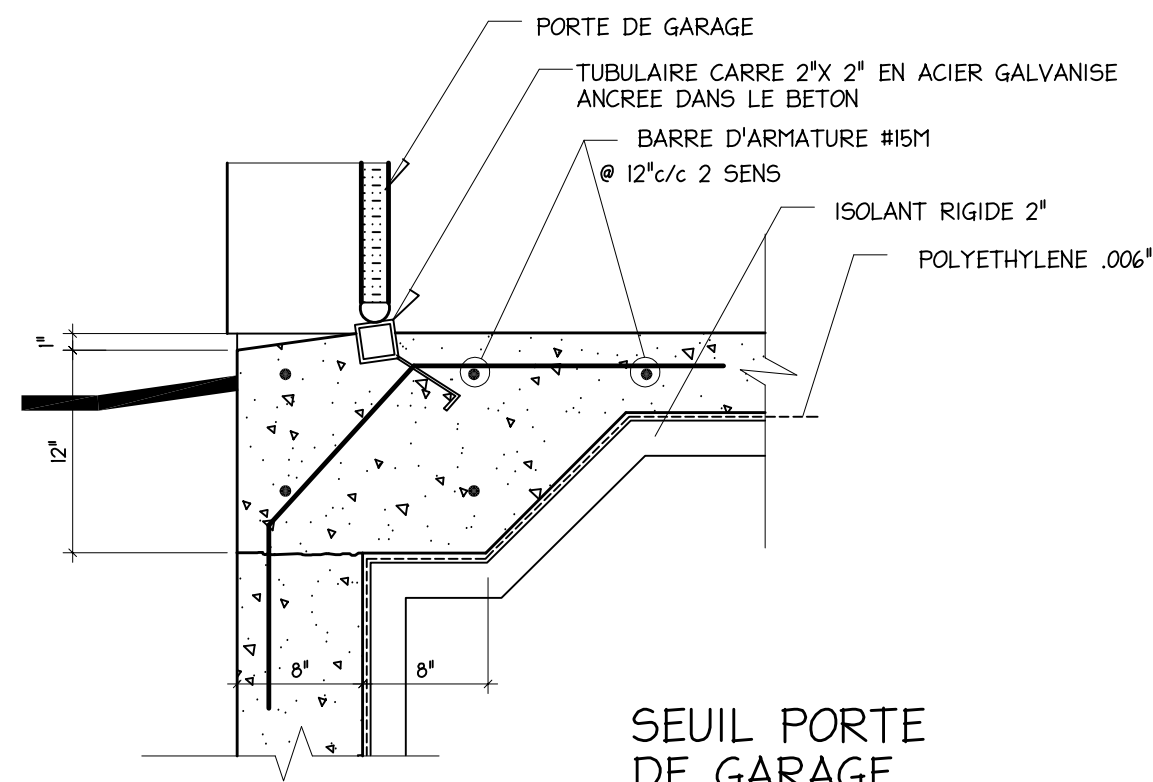 PORTE DE GARAGE
TUBULAIRE CARRE 2"X 2" EN ACIER GALVANISE
ANCREE DANS LE BETON
BARRE D'ARMATURE #15M
@ 12"c/c 2 SENS
ISOLANT RIGIDE 2"
POLYETHYLENE .006"
1"
12"
8"
8"
SEUIL PORTE
DE GARAGE